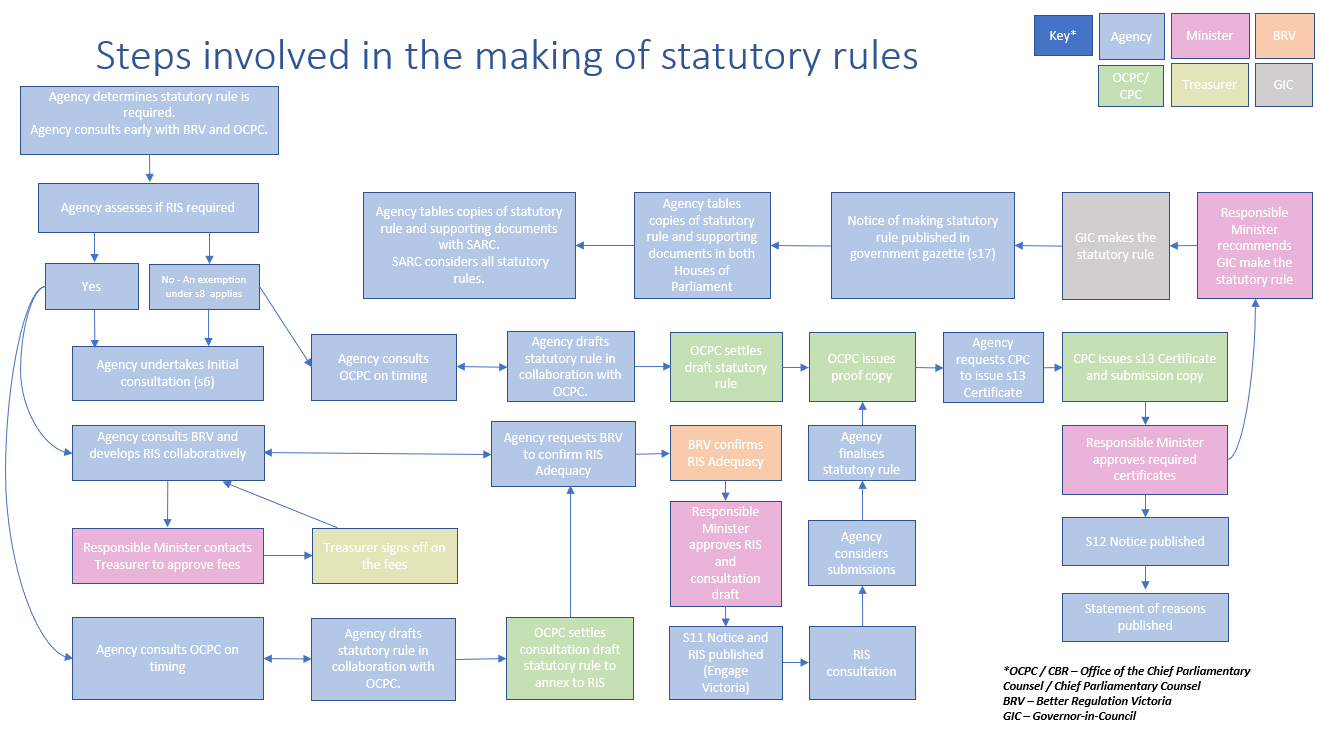 Steps involved in the making of statutory rules
Key*
Agency
Minister
BRV
OCPC/
CPC
Treasurer
GIC
Agency determines statutory rule is
required.
Agency consults early with BRV and OCPC.
Agency assesses if RIS required
Yes
No - An exemption
under s8 applies
Agency undertakes Initial
consultation (s6)
Agency tables copies of statutory
rule and supporting documents
with SARC.
SARC considers all statutory
rules.
Agency tables
copies of statutory
rule and supporting
documents in both
Houses of
Parliament
Notice of making statutory
rule published in
government gazette (s17)
GIC makes the
statutory rule
Responsible
Minister
recommends
GIC make the
statutory rule
Agency consults
OCPC on timing
Agency drafts
statutory rule in
collaboration with
OCPC.
OCPC settles
draft statutory
rule
OCPC issues
proof copy
Agency
requests CPC
to issue s13
Certificate
CPC issues s13 Certificate
and submission copy
Agency consults BRV and
develops RIS collaboratively
Agency requests BRV
to confirm RIS
Adequacy
BRV confirms
RIS Adequacy
Agency
finalises
statutory rule
Responsible Minister
approves required
certificates
Responsible Minister contacts
Treasurer to approve fees
Treasurer signs off on
the fees
Responsible
Minister
approves RIS
and
consultation
draft
Agency
considers
submissions
S12 Notice published
Statement of reasons
published
Agency consults OCPC on
timing
Agency drafts
statutory rule in
collaboration with
OCPC.
OCPC settles
consultation draft
statutory rule to
annex to RIS
S11 Notice and
RIS published
(Engage
Victoria)
RIS
consultation
*OCPC / CBR – Office of the Chief Parliamentary
Counsel / Chief Parliamentary Counsel
BRV – Better Regulation Victoria
GIC – Governor-in-Council